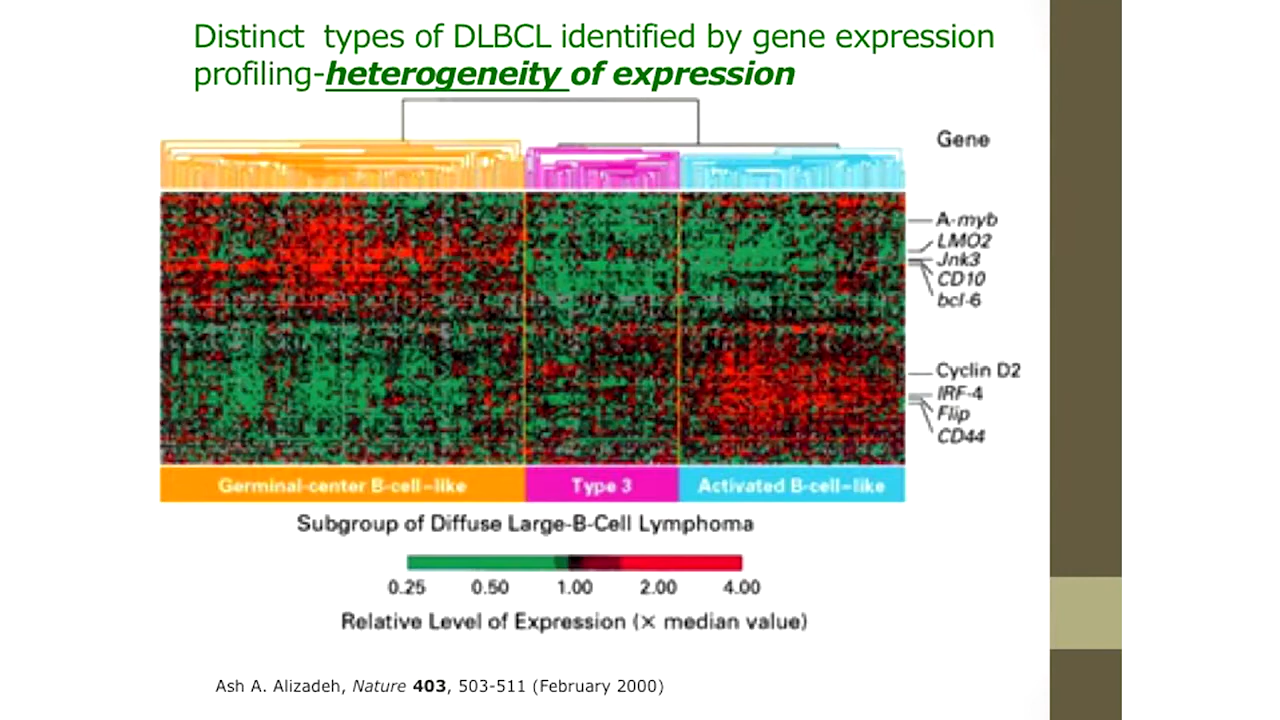 Distinct types of DLBCL identified by gene expression
profiling-heterogeneity of expression
Gene
A-myb
LMO2
Jnk3
CD10
bcl-6
Cyclin D2
IRF-4
Flip
CD44
Germinal-center B-cell–like
Type 3
Activated B-cell–like
Subgroup of Diffuse Large-B-Cell Lymphoma
0.25 0.50 1.00 2.00 4.00
Relative Level of Expression (× median value)
Ash A. Alizadeh, Nature 403, 503-511 (February 2000)